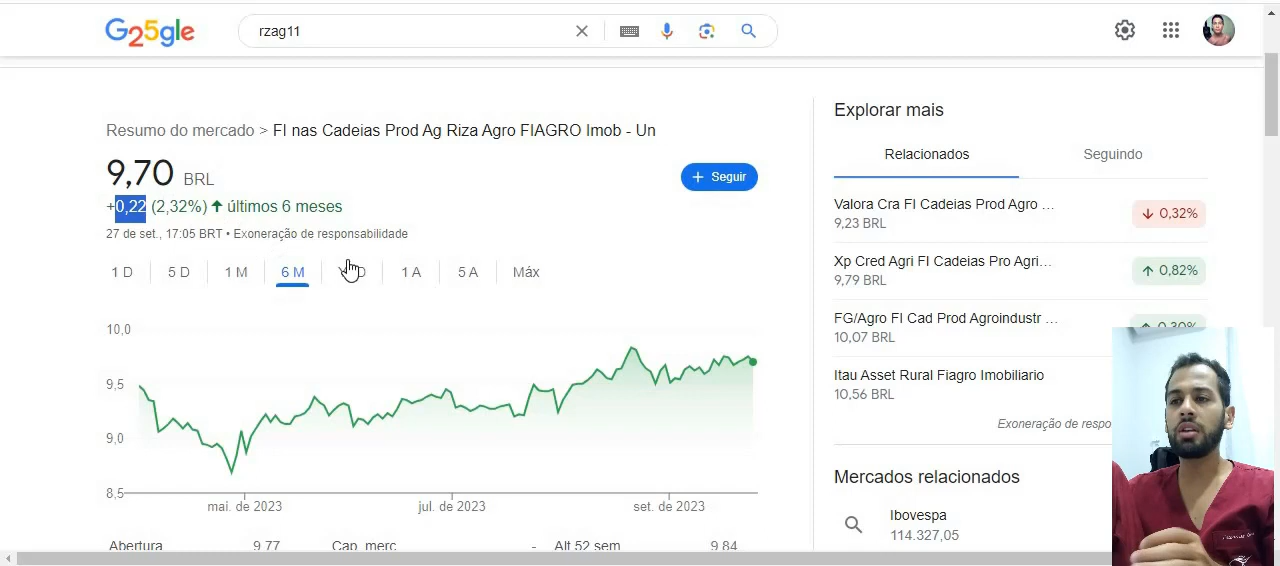 G25gle
rzag11
Resumo do mercado > FI nas Cadeias Prod Ag Riza Agro FIAGRO Imob - Un
9,70 BRL
+ Seguir
+0,22 (2,32%) ↑ últimos 6 meses
27 de set., 17:05 BRT • Exoneração de responsabilidade
1 D
5 D
1 M
6 M
1 A
5 A
Máx
10,0
9,5
9,0
8,5
mai. de 2023
jul. de 2023
set. de 2023
Abertura 9,77
Cap. merc -
Alt 52 sem 9,84
Explorar mais
Relacionados
Seguindo
Valora Cra FI Cadeias Prod Agro ...
9,23 BRL
↓ 0,32%
Xp Cred Agri FI Cadeias Pro Agri...
9,79 BRL
↑ 0,82%
FG/Agro FI Cad Prod Agroindustr ...
10,07 BRL
↑ 0,30%
Itau Asset Rural Fiagro Imobiliario
10,56 BRL
Exoneração de respo
Mercados relacionados
Ibovespa
114.327,05